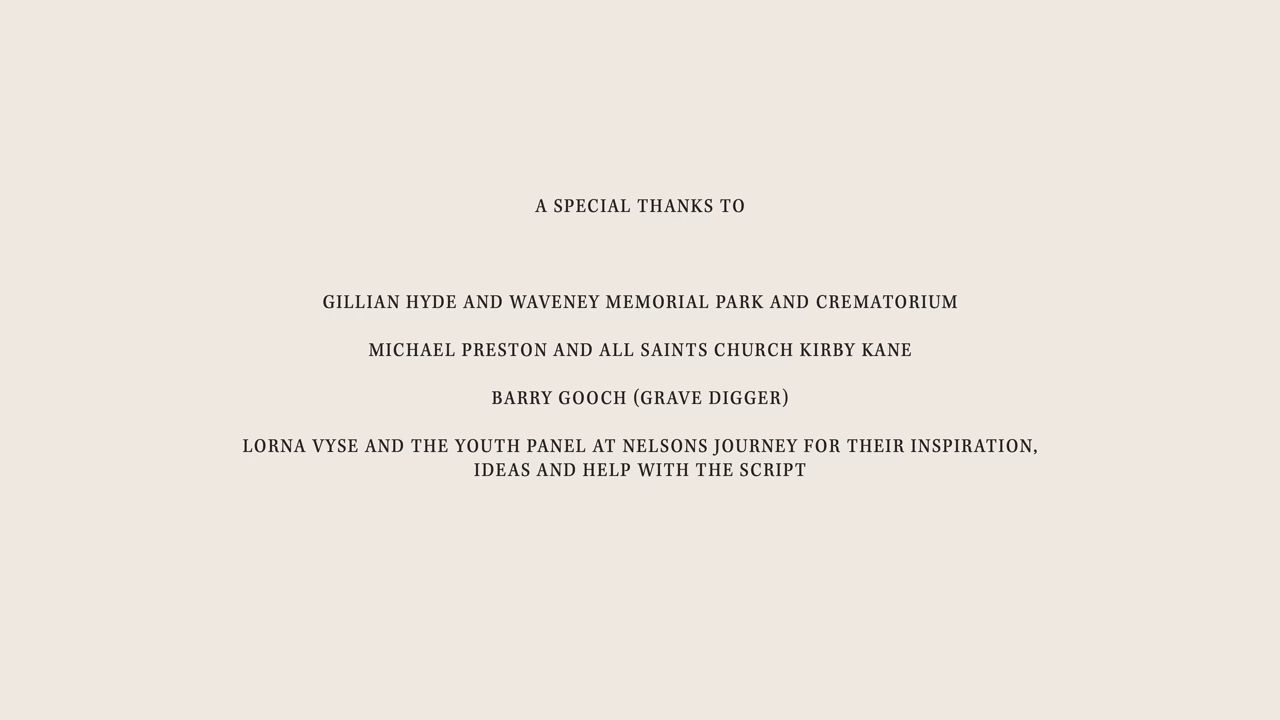 A SPECIAL THANKS TO
GILLIAN HYDE AND WAVENEY MEMORIAL PARK AND CREMATORIUM
MICHAEL PRESTON AND ALL SAINTS CHURCH KIRBY KANE
BARRY GOOCH (GRAVE DIGGER)
LORNA VYSE AND THE YOUTH PANEL AT NELSONS JOURNEY FOR THEIR INSPIRATION,
IDEAS AND HELP WITH THE SCRIPT